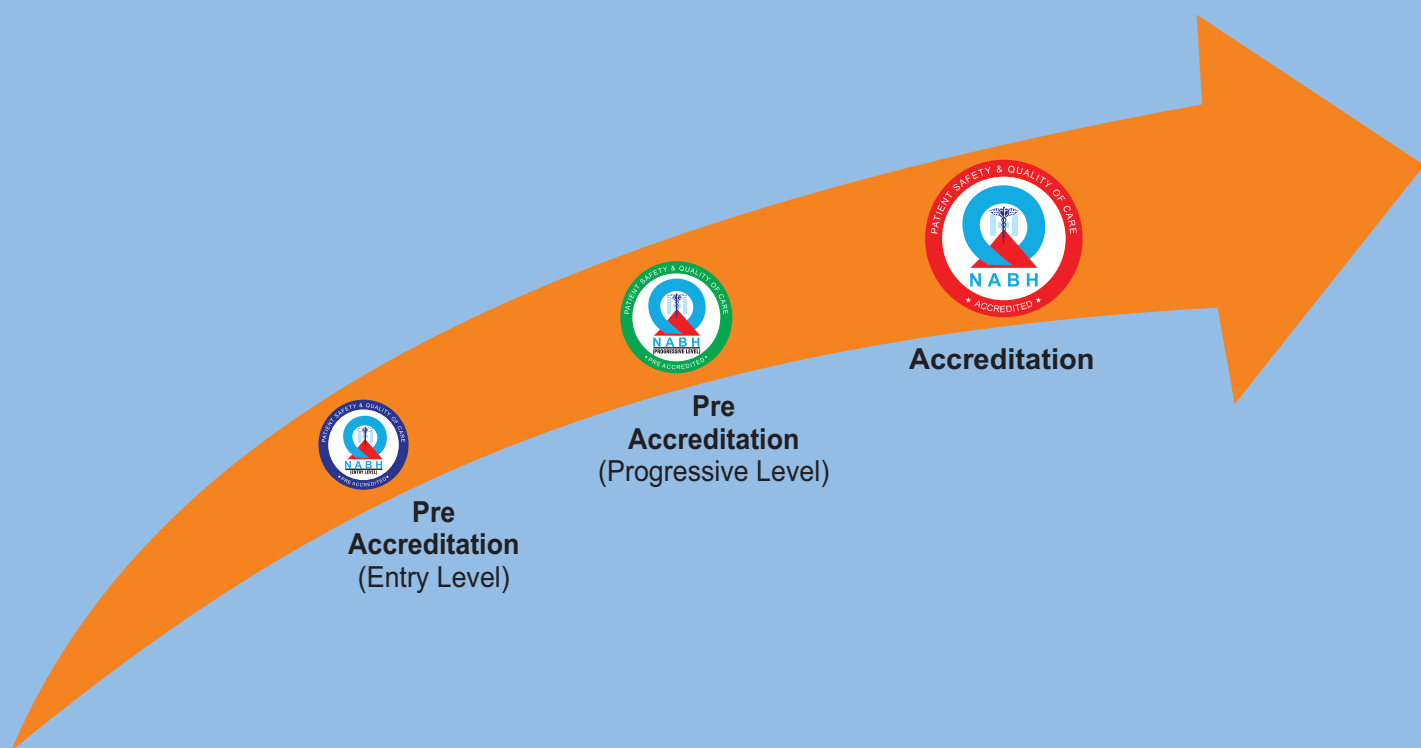 PATIENT SAFETY & QUALITY OF CARE
NABH
★ ACCREDITED ★
Accreditation
PATIENT SAFETY & QUALITY OF CARE
NABH
(PROGRESSIVE LEVEL)
• PRE ACCREDITED •
Pre
Accreditation
(Progressive Level)
PATIENT SAFETY & QUALITY OF CARE
NABH
(ENTRY LEVEL)
• PRE ACCREDITED •
Pre
Accreditation
(Entry Level)